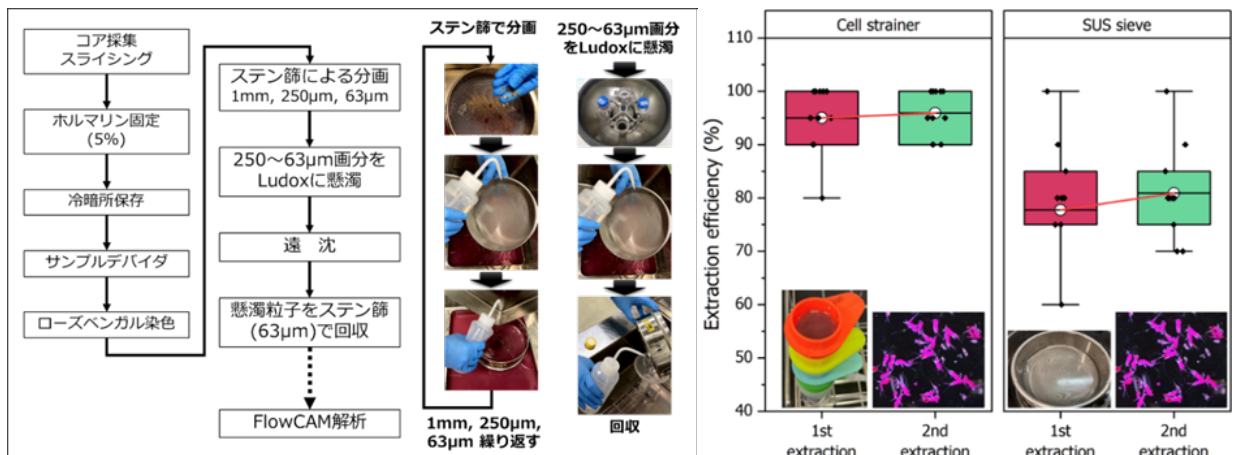 コア採集
スライシング
ホルマリン固定
(5%)
冷暗所保存
サンプルデバイダ
ローズベンガル染色
ステン篩による分画
1mm, 250μm, 63μm
250～63μm画分を
Ludoxに懸濁
遠　沈
懸濁粒子をステン篩
(63μm)で回収
FlowCAM解析
ステン篩で分画
1mm, 250μm,
63μm 繰り返す
250～63μm画分
をLudoxに懸濁
回収
Extraction efficiency (%)
110
100
90
80
70
60
50
40
Cell strainer
SUS sieve
1st
extraction
2nd
extraction
1st
extraction
2nd
extraction